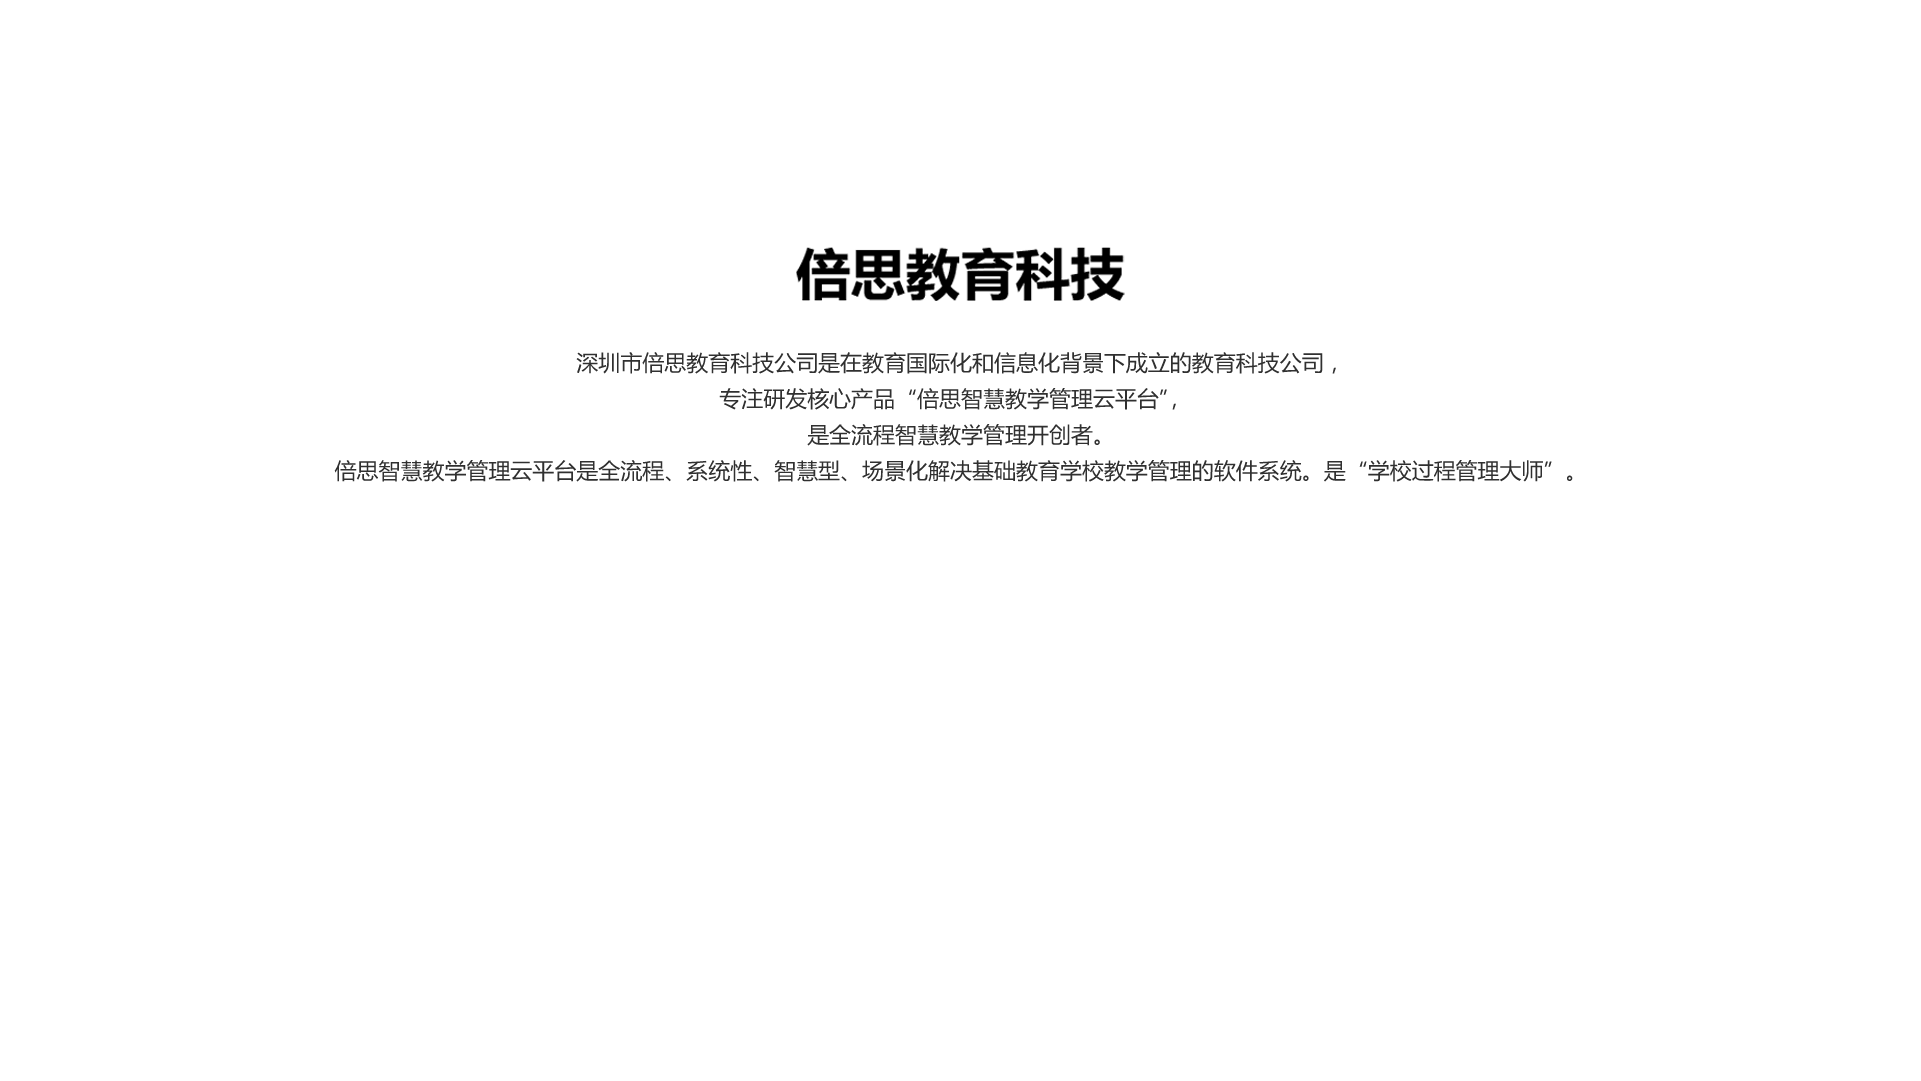 倍思教育科技
深圳市倍思教育科技公司是在教育国际化和信息化背景下成立的教育科技公司，
专注研发核心产品“倍思智慧教学管理云平台”，
是全流程智慧教学管理开创者。
倍思智慧教学管理云平台是全流程、系统性、智慧型、场景化解决基础教育学校教学管理的软件系统。是“学校过程管理大师”。